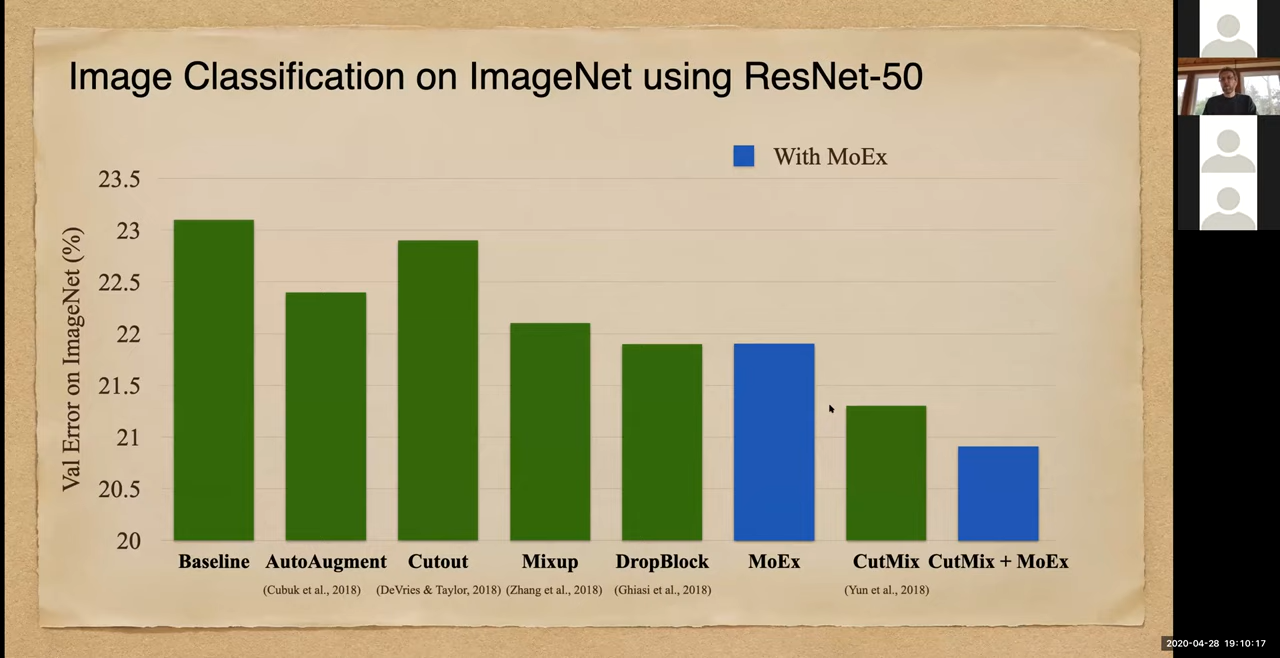 Image Classification on ImageNet using ResNet-50
With MoEx
Val Error on ImageNet (%)
23.5
23
22.5
22
21.5
21
20.5
20
Baseline AutoAugment Cutout Mixup DropBlock MoEx CutMix CutMix + MoEx
(Cubuk et al., 2018) (DeVries & Taylor, 2018) (Zhang et al., 2018) (Ghiasi et al., 2018) (Yun et al., 2018)
2020-04-28 19:10:17